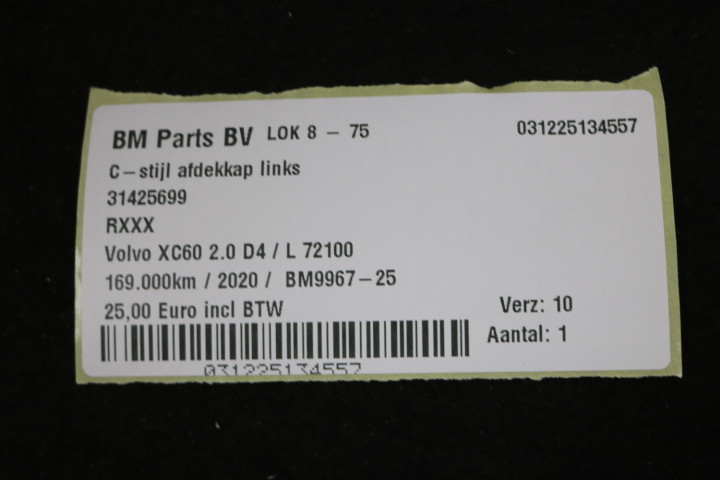 BM Parts BV LOK 8 - 75 031225134557
C-stijl afdekkap links
31425699
RXXX
Volvo XC60 2.0 D4 / L 72100
169.000km / 2020 / BM9967-25
25,00 Euro incl BTW Verz: 10
Aantal: 1
031225134557